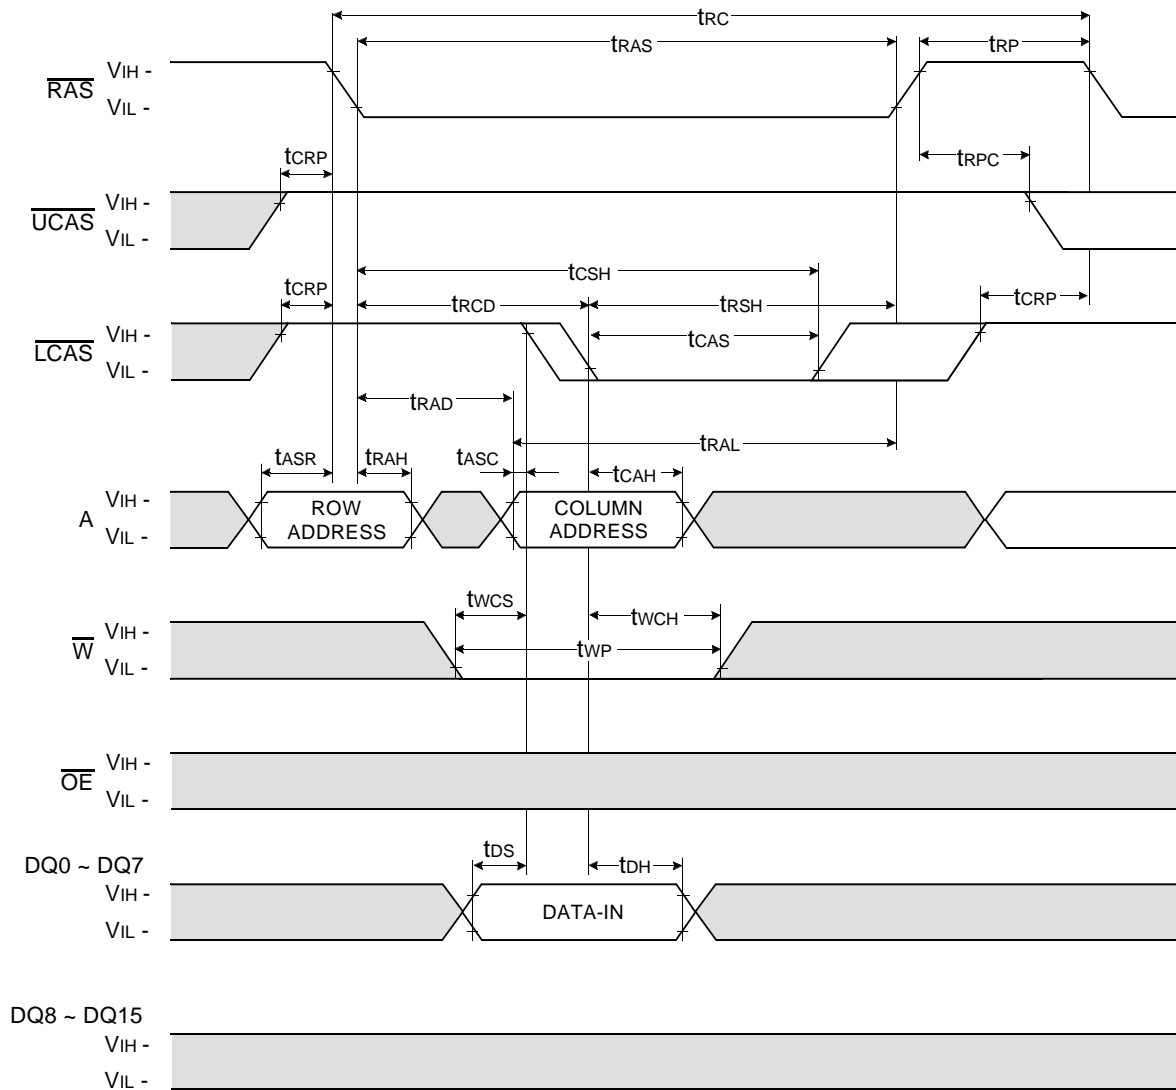 tRC
tRAS
tRP
RAS
VIH -
VIL -
tCRP
tRPC
UCAS
VIH -
VIL -
tCSH
tCRP
tRCD
tRSH
tCRP
LCAS
VIH -
VIL -
tCAS
tRAD
tRAL
tASR
tRAH
tASC
tCAH
A
VIH -
VIL -
ROW
ADDRESS
COLUMN
ADDRESS
tWCS
tWCH
W
VIH -
VIL -
tWP
OE
VIH -
VIL -
tDS
tDH
DQ0 ~ DQ7
VIH -
VIL -
DATA-IN
DQ8 ~ DQ15
VIH -
VIL -